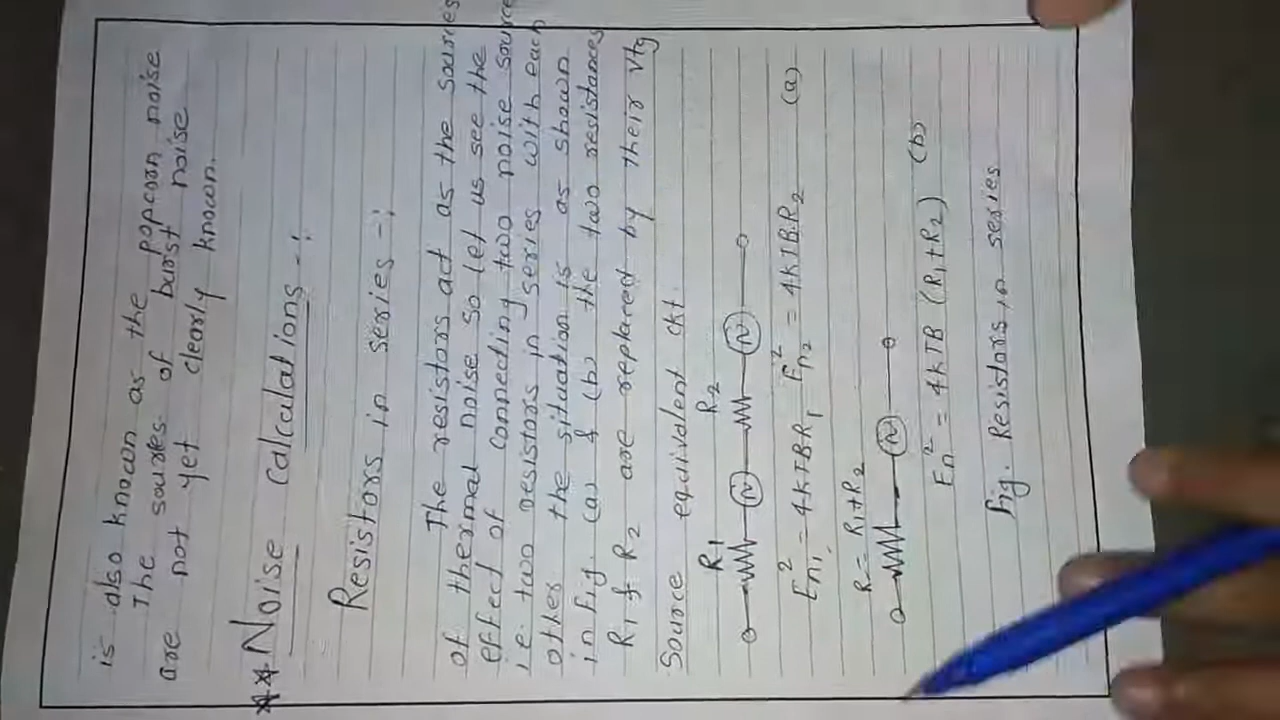 is also known as the popcorn noise
The sources of burst noise
are not yet clearly known.
** Noise calculations -:
Resistors in series -:
The resistors act as the sources
of thermal noise so let us see the
effect of connecting two noise source
i.e. two resistors in series with each
other the situation is as shown
in fig. (a) & (b) the two resistances
R1 & R2 are replaced by their vtg
Source equivalent ckt.
R1 R2
En1² = 4KTBR1 En2² = 4KTBR2 (a)
R = R1+R2
En² = 4KTB (R1+R2) (b)
fig. Resistors in series